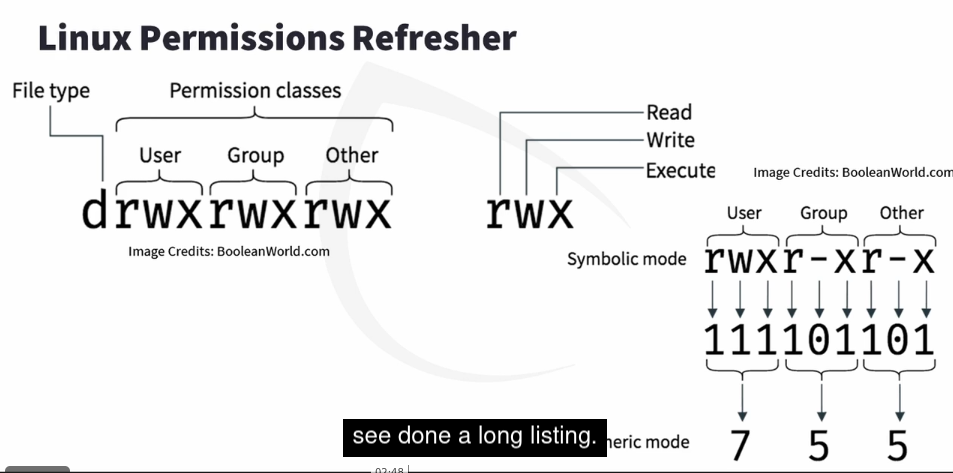 Linux Permissions Refresher
File type
Permission classes
User Group Other
drwxrwxrwx
Image Credits: BooleanWorld.com
Read
Write
Execute
rwx
Image Credits: BooleanWorld.com
User Group Other
Symbolic mode rwxr-xr-x
111101101
see done a long listing. meric mode 7 5 5
02:48